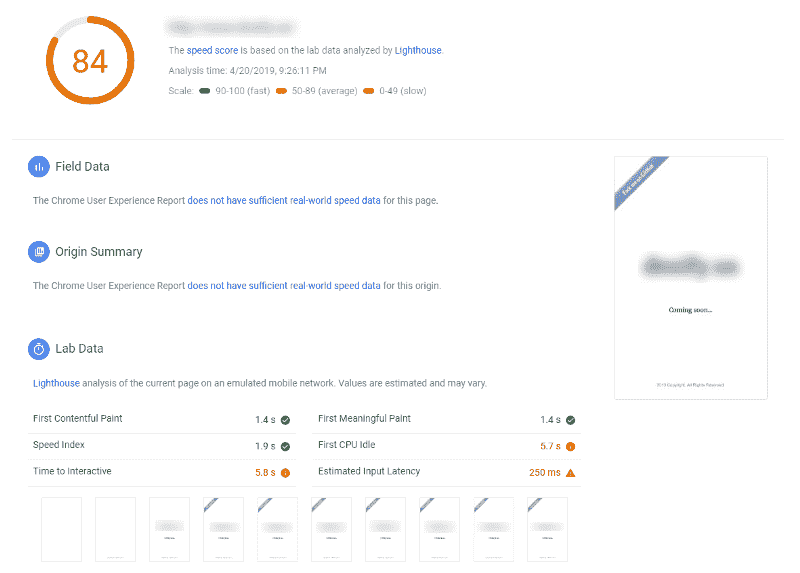 84
The speed score is based on the lab data analyzed by Lighthouse.
Analysis time: 4/20/2019, 9:26:11 PM
Scale: 90-100 (fast) 50-89 (average) 0-49 (slow)
Field Data
The Chrome User Experience Report does not have sufficient real-world speed data for this page.
Origin Summary
The Chrome User Experience Report does not have sufficient real-world speed data for this origin.
Coming soon...
2019 Copyright. All Rights Reserved
Lab Data
Lighthouse analysis of the current page on an emulated mobile network. Values are estimated and may vary.
First Contentful Paint 1.4 s First Meaningful Paint 1.4 s
Speed Index 1.9 s First CPU Idle 5.7 s
Time to Interactive 5.8 s Estimated Input Latency 250 ms